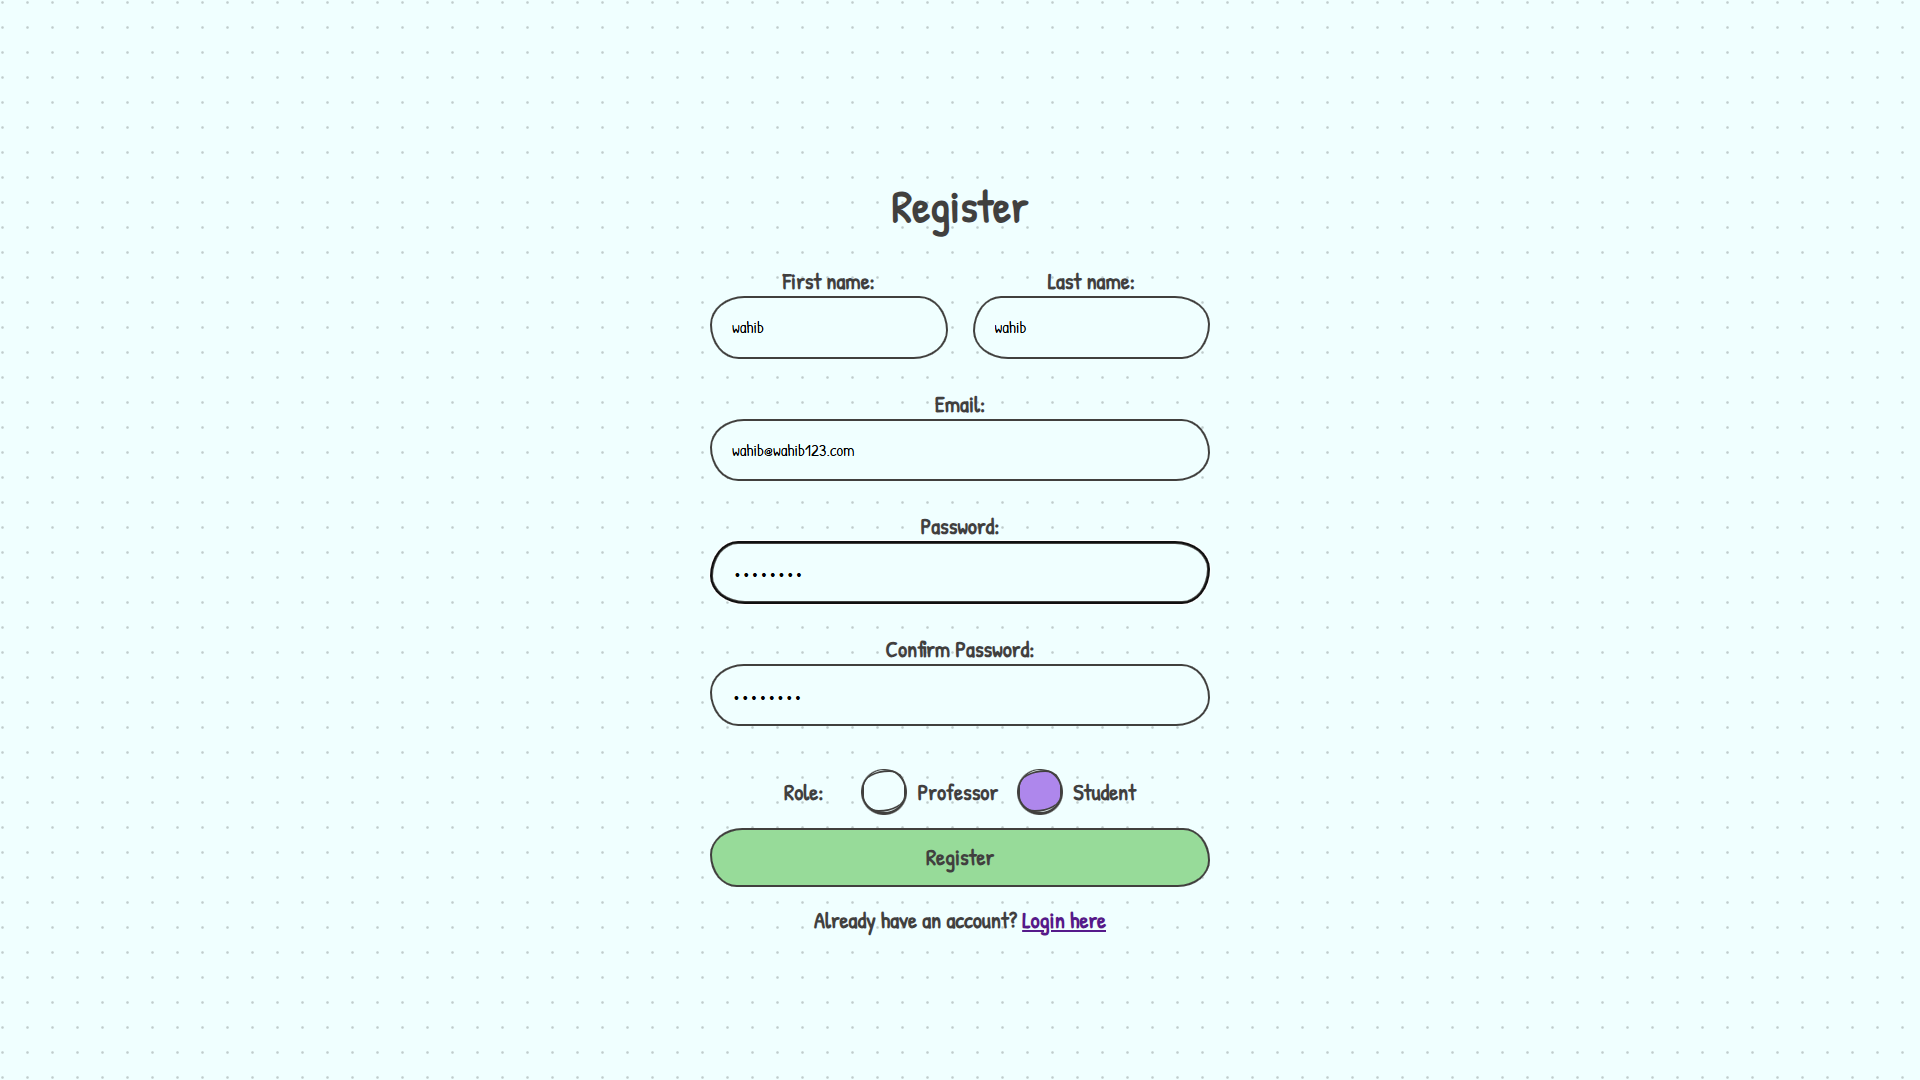 Register
First name: Last name:
wahib wahib
Email:
wahib@wahib123.com
Password:
••••••••
Confirm Password:
••••••••
Role: Professor Student
Register
Already have an account? Login here